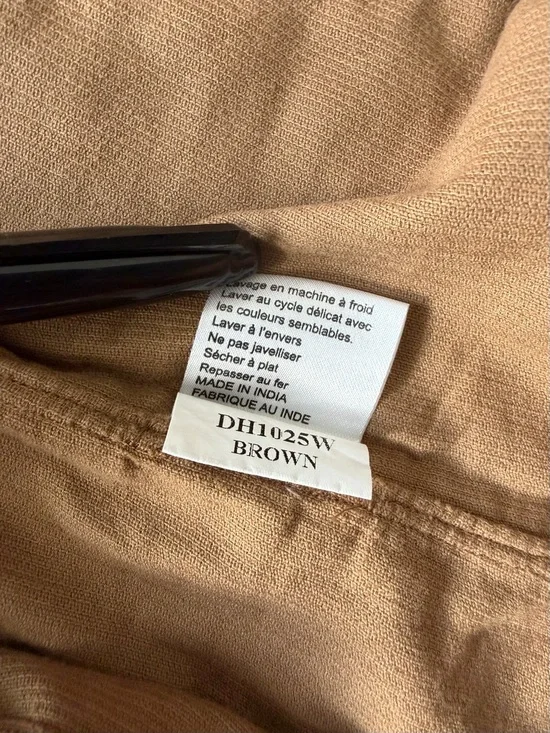 Lavage en machine à froid
Laver au cycle délicat avec
les couleurs semblables.
Laver à l'envers
Ne pas javelliser
Sécher à plat
Repasser au fer
MADE IN INDIA
FABRIQUE AU INDE
DH1025W
BROWN